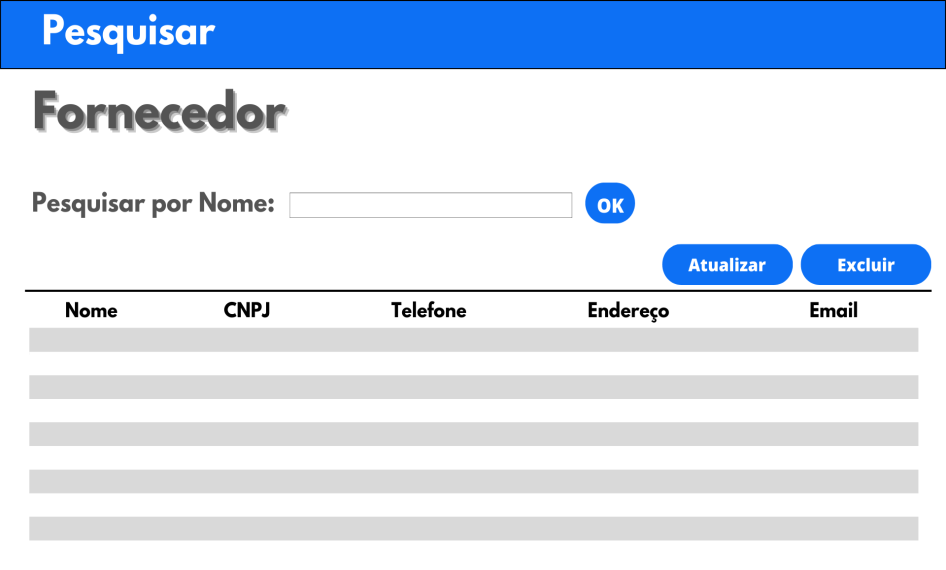 Pesquisar
Fornecedor
Pesquisar por Nome:
OK
Atualizar Excluir
Nome CNPJ Telefone Endereço Email